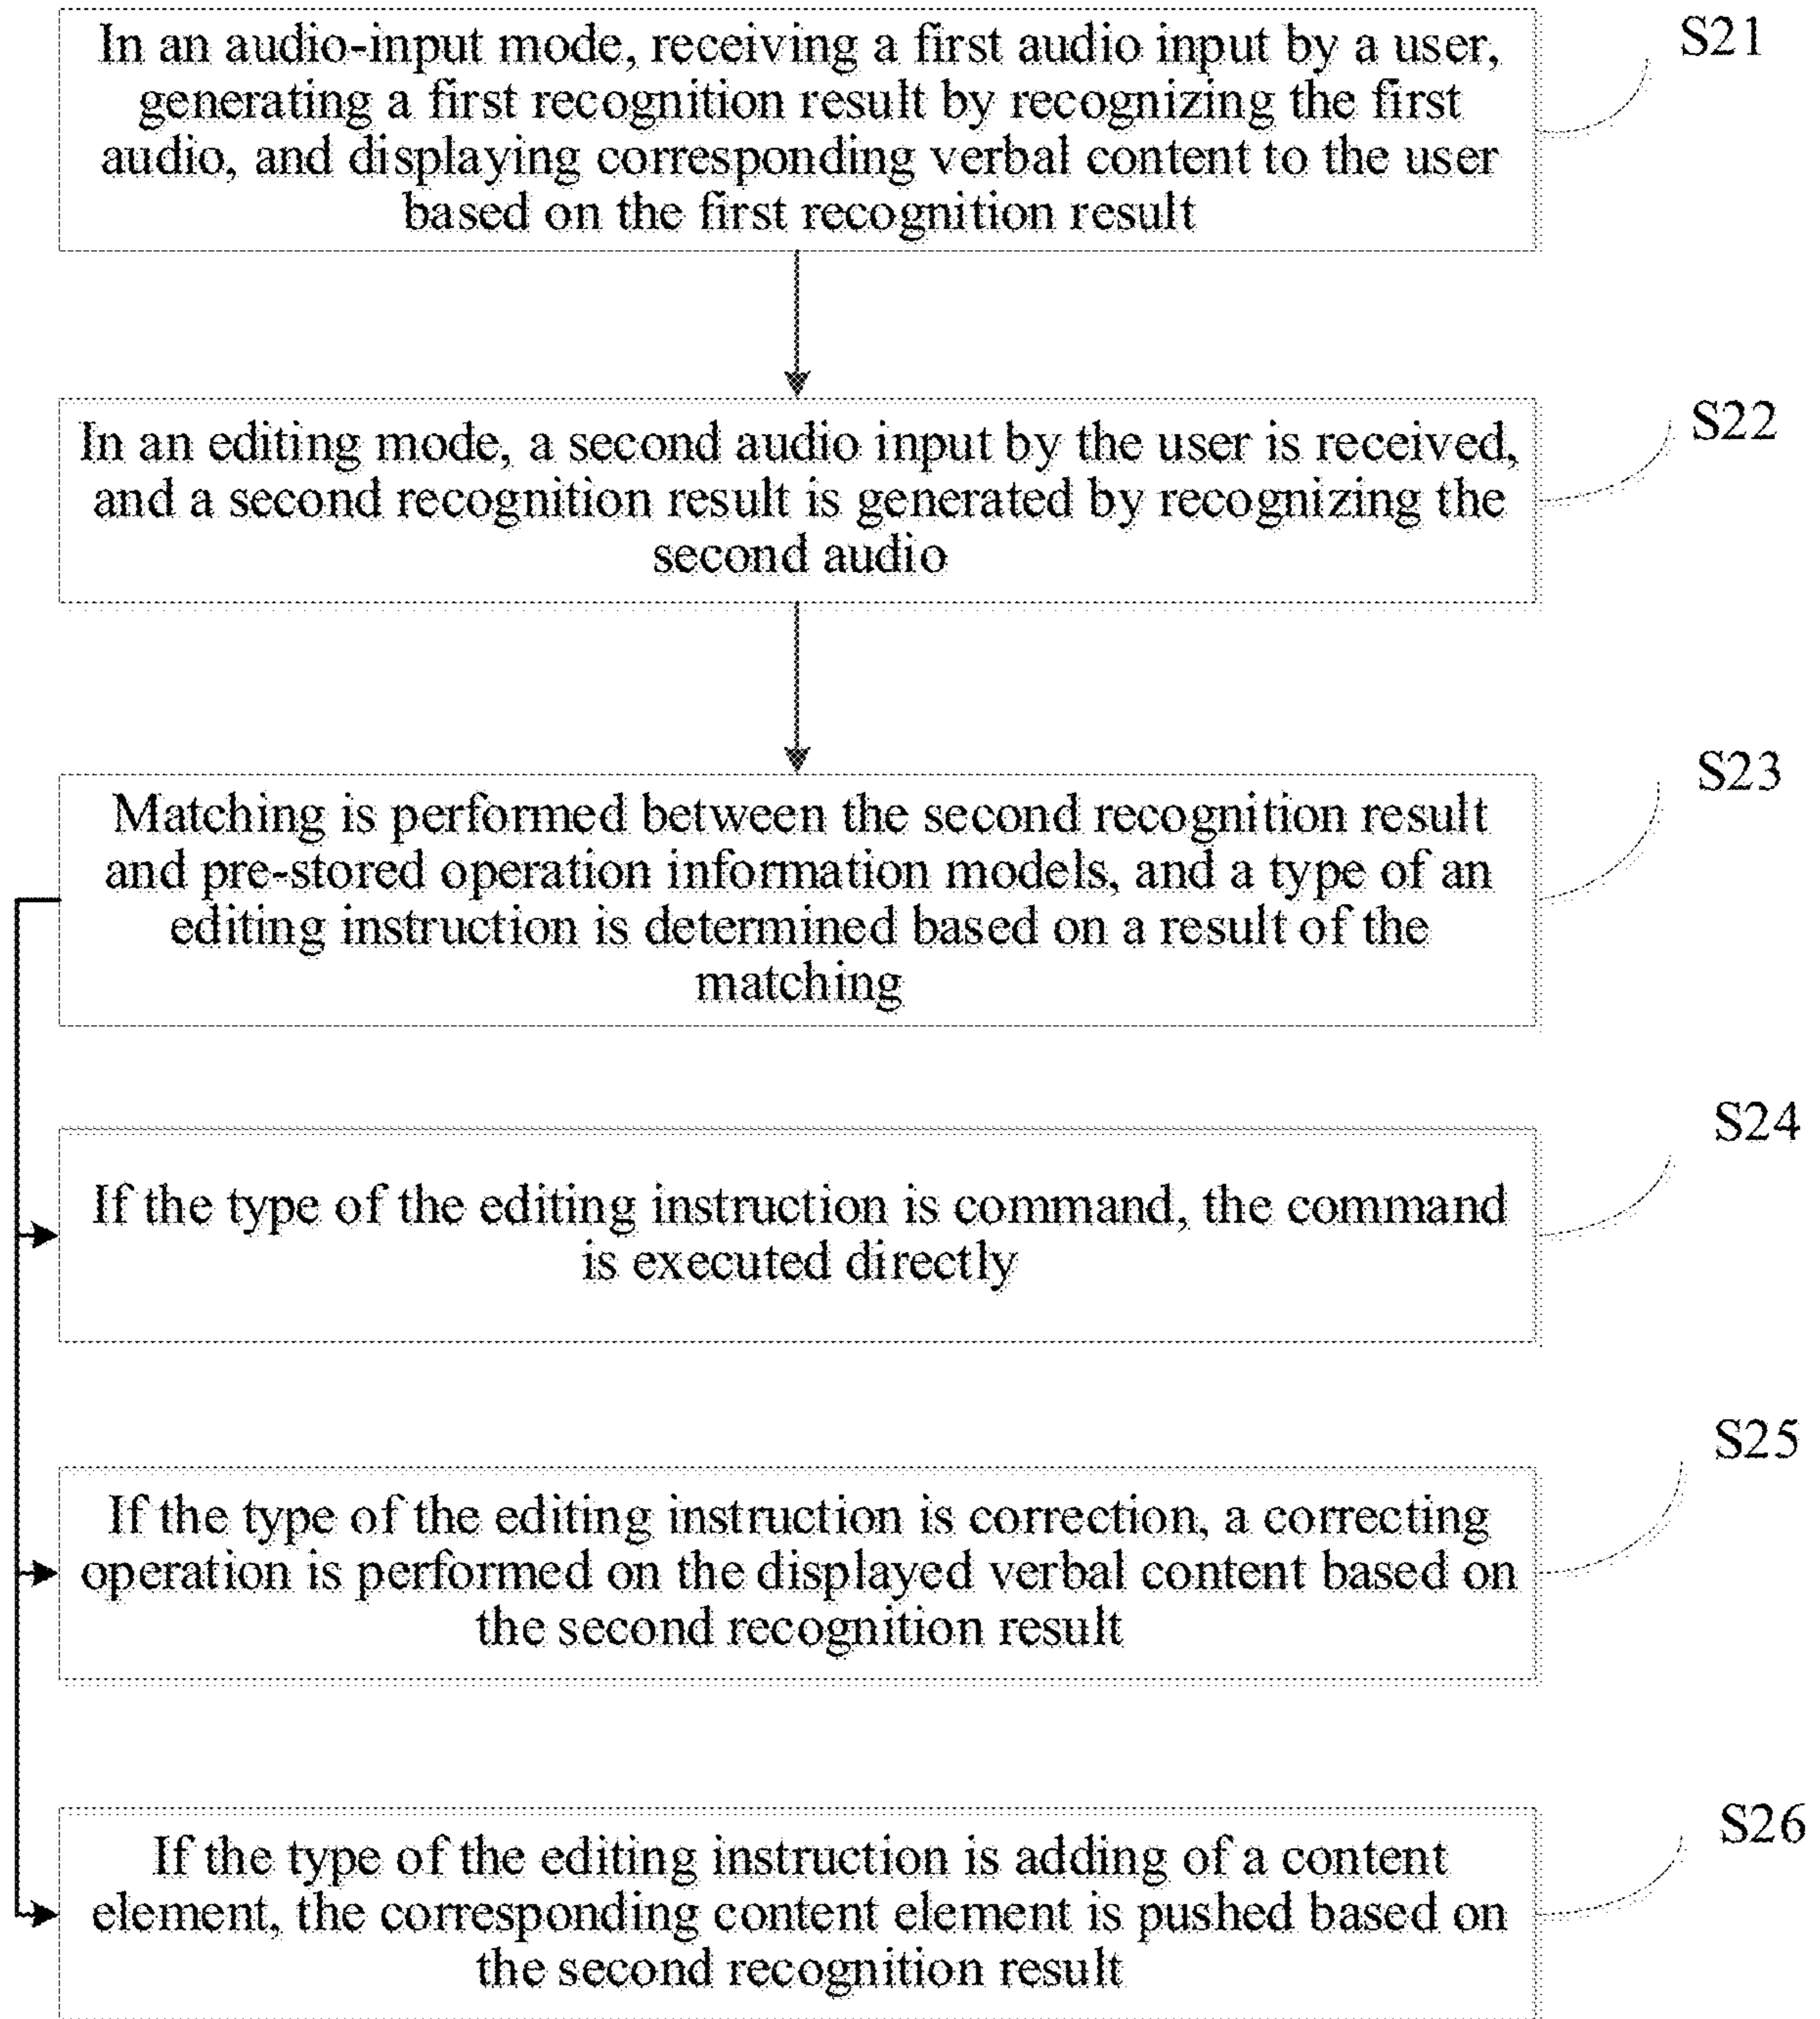 In an audio-input mode, receiving a first audio input by a user,
generating a first recognition result by recognizing the first
audio, and displaying corresponding verbal content to the user
based on the first recognition result
S21
In an editing mode, a second audio input by the user is received,
and a second recognition result is generated by recognizing the
second audio
S22
Matching is performed between the second recognition result
and pre-stored operation information models, and a type of an
editing instruction is determined based on a result of the
matching
S23
If the type of the editing instruction is command, the command
is executed directly
S24
If the type of the editing instruction is correction, a correcting
operation is performed on the displayed verbal content based on
the second recognition result
S25
If the type of the editing instruction is adding of a content
element, the corresponding content element is pushed based on
the second recognition result
S26